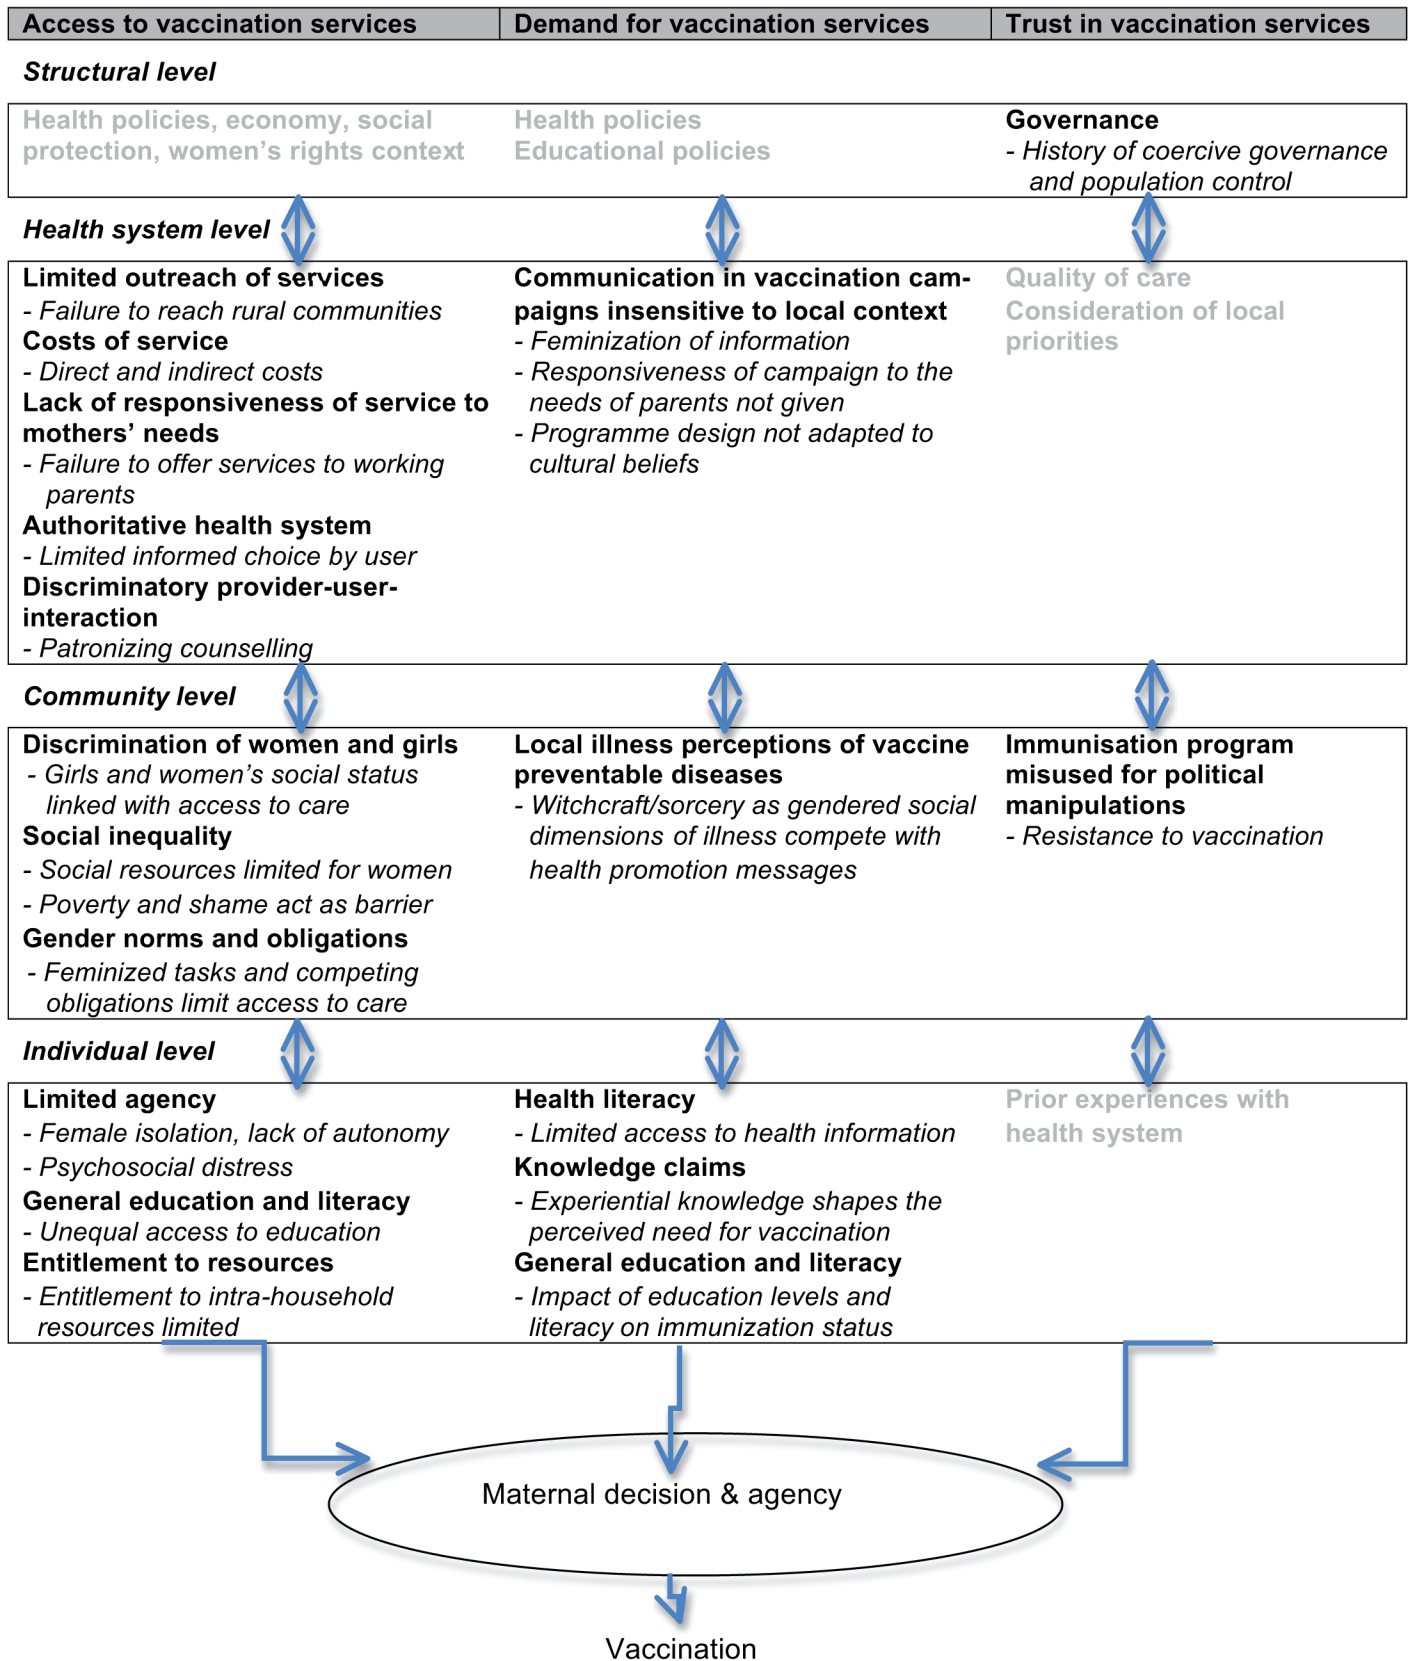 Access to vaccination services
Demand for vaccination services
Trust in vaccination services
Structural level
Health policies, economy, social
protection, women's rights context
Health policies
Educational policies
Governance
- History of coercive governance
and population control
Health system level
Limited outreach of services
- Failure to reach rural communities
Costs of service
- Direct and indirect costs
Lack of responsiveness of service to
mothers' needs
- Failure to offer services to working
parents
Authoritative health system
- Limited informed choice by user
Discriminatory provider-user-
interaction
- Patronizing counselling
Communication in vaccination cam-
paigns insensitive to local context
- Feminization of information
- Responsiveness of campaign to the
needs of parents not given
- Programme design not adapted to
cultural beliefs
Quality of care
Consideration of local
priorities
Community level
Discrimination of women and girls
- Girls and women's social status
linked with access to care
Social inequality
- Social resources limited for women
- Poverty and shame act as barrier
Gender norms and obligations
- Feminized tasks and competing
obligations limit access to care
Local illness perceptions of vaccine
preventable diseases
- Witchcraft/sorcery as gendered social
dimensions of illness compete with
health promotion messages
Immunisation program
misused for political
manipulations
- Resistance to vaccination
Individual level
Limited agency
- Female isolation, lack of autonomy
- Psychosocial distress
General education and literacy
- Unequal access to education
Entitlement to resources
- Entitlement to intra-household
resources limited
Health literacy
- Limited access to health information
Knowledge claims
- Experiential knowledge shapes the
perceived need for vaccination
General education and literacy
- Impact of education levels and
literacy on immunization status
Prior experiences with
health system
Maternal decision & agency
Vaccination